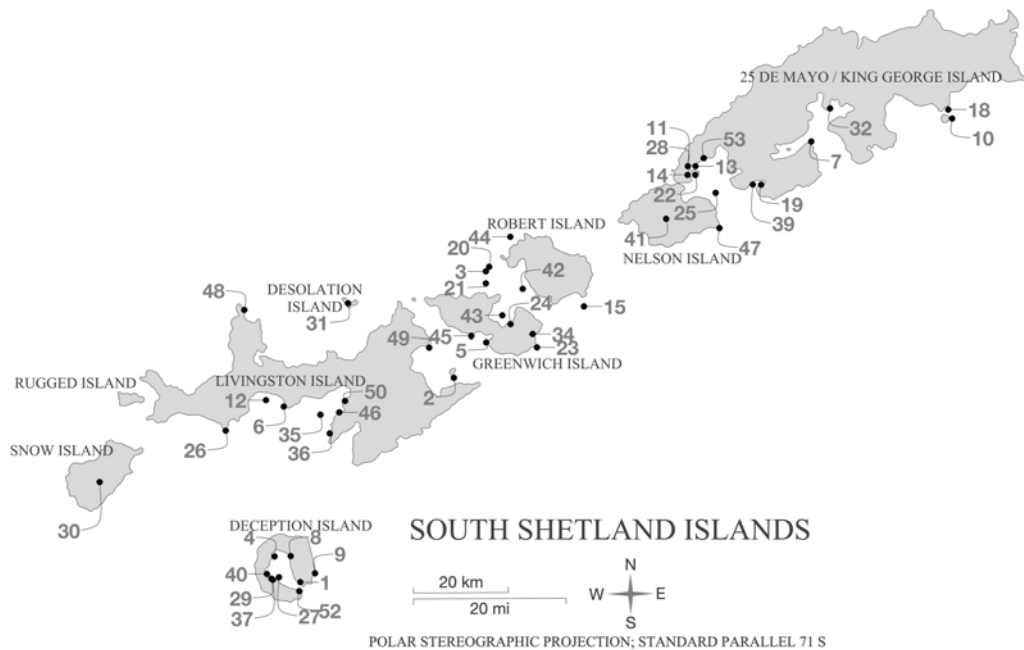 25 DE MAYO / KING GEORGE ISLAND
18
10
32
11
53
28
13
7
14
22
25
19
39
41
47
NELSON ISLAND
ROBERT ISLAND
44
20
3
42
21
24
15
43
34
45
5
23
GREENWICH ISLAND
48
DESOLATION
ISLAND
31
49
2
RUGGED ISLAND
LIVINGSTON ISLAND
50
12
46
6
35
26
36
SNOW ISLAND
30
DECEPTION ISLAND
4
8
9
40
1
29
37
27
52
SOUTH SHETLAND ISLANDS
20 km
20 mi
N
W
E
S
POLAR STEREOGRAPHIC PROJECTION; STANDARD PARALLEL 71 S